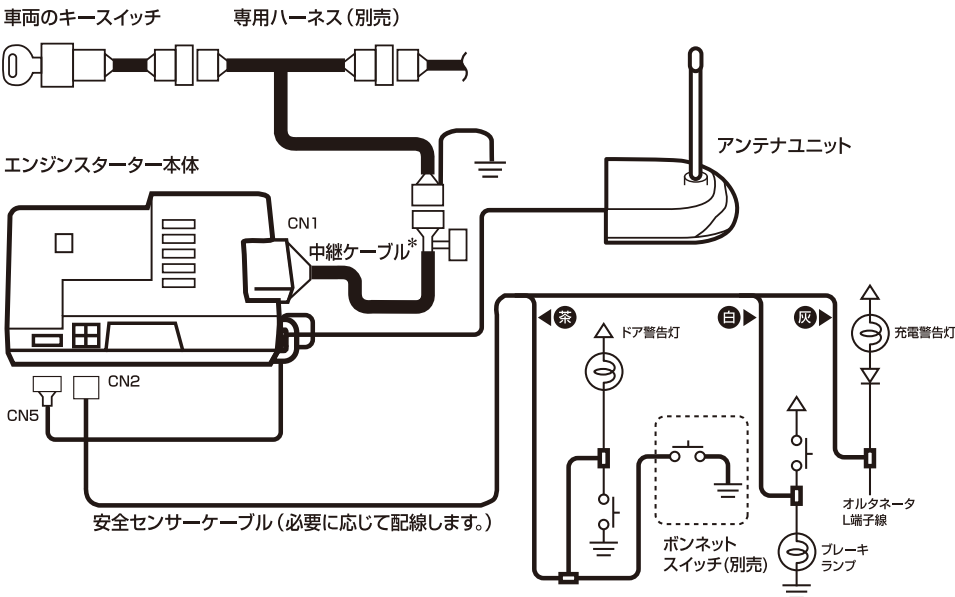 車両のキースイッチ
専用ハーネス（別売）
アンテナユニット
エンジンスターター本体
CN1
中継ケーブル*
茶
白
灰
ドア警告灯
充電警告灯
CN2
CN5
オルタネータ
L端子線
安全センサーケーブル（必要に応じて配線します。）
ボンネット
スイッチ（別売）
ブレーキ
ランプ